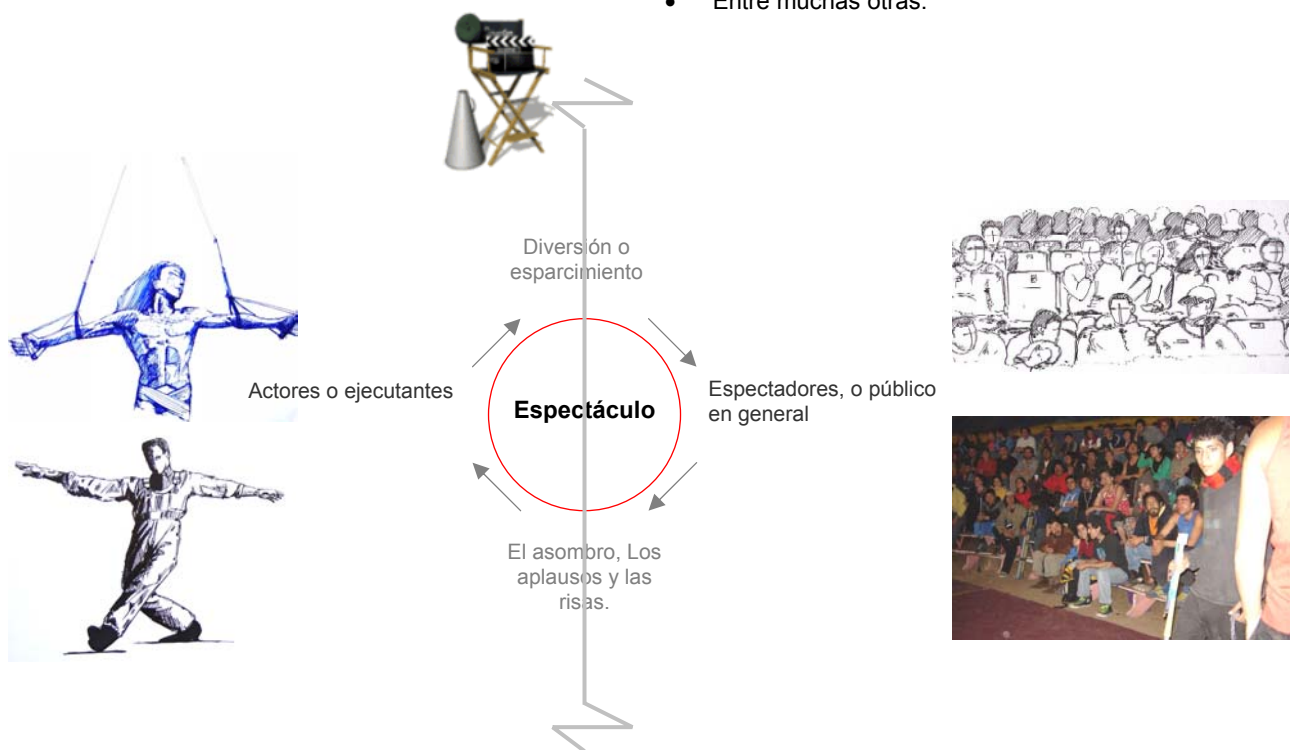 • Entre muchas otras.
Diversión o
esparcimiento
Actores o ejecutantes
Espectáculo
Espectadores, o público
en general
El asombro, Los
aplausos y las
risas.